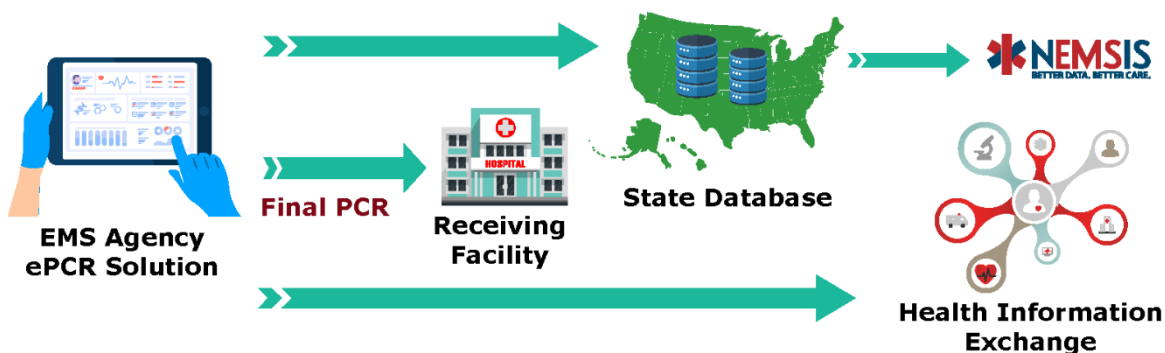 EMS Agency
ePCR Solution
Final PCR
HOSPITAL
Receiving
Facility
State Database
NEMSIS
BETTER DATA. BETTER CARE.
Health Information
Exchange